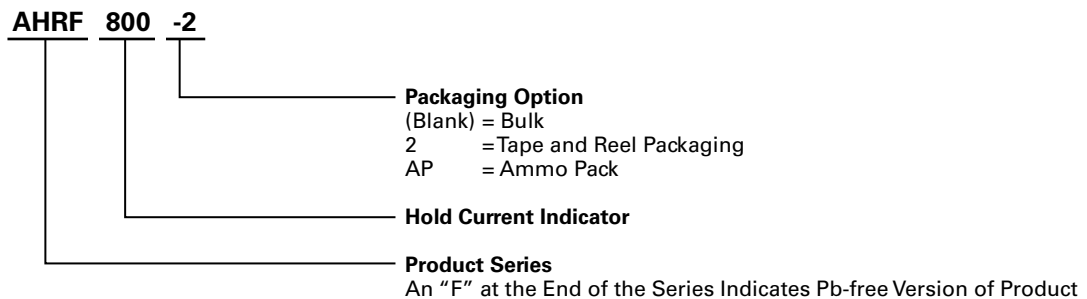 AHRF 800 -2
Packaging Option
(Blank) = Bulk
2 = Tape and Reel Packaging
AP = Ammo Pack
Hold Current Indicator
Product Series
An “F” at the End of the Series Indicates Pb-free Version of Product